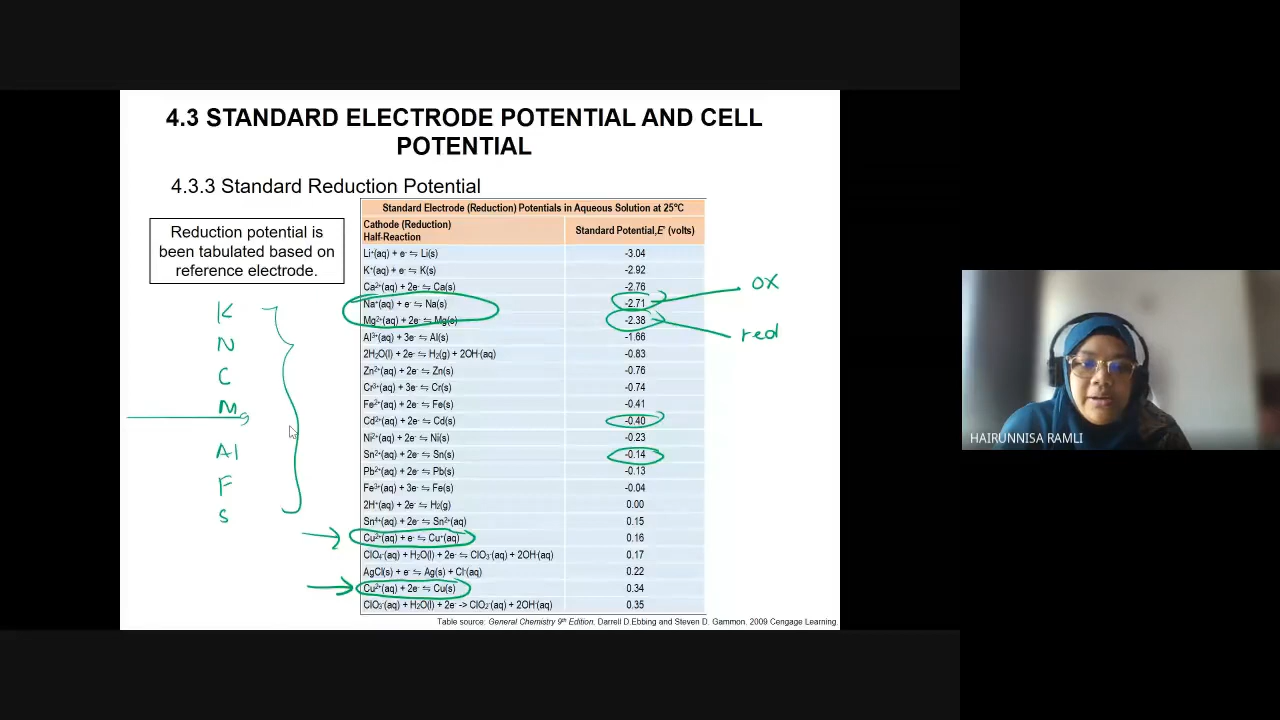 4.3 STANDARD ELECTRODE POTENTIAL AND CELL
POTENTIAL
4.3.3 Standard Reduction Potential
Reduction potential is
been tabulated based on
reference electrode.
K
N
C
Mg
Al
F
S
Standard Electrode (Reduction) Potentials in Aqueous Solution at 25°C
Cathode (Reduction)
Half-Reaction
Standard Potential,E° (volts)
Li⁺(aq) + e⁻ ⇋ Li(s) -3.04
K⁺(aq) + e⁻ ⇋ K(s) -2.92
Ca²⁺(aq) + 2e⁻ ⇋ Ca(s) -2.76
Na⁺(aq) + e⁻ ⇋ Na(s) -2.71 ox
Mg²⁺(aq) + 2e⁻ ⇋ Mg(s) -2.38 red
Al³⁺(aq) + 3e⁻ ⇋ Al(s) -1.66
2H₂O(l) + 2e⁻ ⇋ H₂(g) + 2OH⁻(aq) -0.83
Zn²⁺(aq) + 2e⁻ ⇋ Zn(s) -0.76
Cr³⁺(aq) + 3e⁻ ⇋ Cr(s) -0.74
Fe²⁺(aq) + 2e⁻ ⇋ Fe(s) -0.41
Cd²⁺(aq) + 2e⁻ ⇋ Cd(s) -0.40
Ni²⁺(aq) + 2e⁻ ⇋ Ni(s) -0.23
Sn²⁺(aq) + 2e⁻ ⇋ Sn(s) -0.14
Pb²⁺(aq) + 2e⁻ ⇋ Pb(s) -0.13
Fe³⁺(aq) + 3e⁻ ⇋ Fe(s) -0.04
2H⁺(aq) + 2e⁻ ⇋ H₂(g) 0.00
Sn⁴⁺(aq) + 2e⁻ ⇋ Sn²⁺(aq) 0.15
Cu²⁺(aq) + e⁻ ⇋ Cu⁺(aq) 0.16
ClO₄⁻(aq) + H₂O(l) + 2e⁻ ⇋ ClO₃⁻(aq) + 2OH⁻(aq) 0.17
AgCl(s) + e⁻ ⇋ Ag(s) + Cl⁻(aq) 0.22
Cu²⁺(aq) + 2e⁻ ⇋ Cu(s) 0.34
ClO₃⁻(aq) + H₂O(l) + 2e⁻ -> ClO₂⁻(aq) + 2OH⁻(aq) 0.35
Table source: General Chemistry 9th Edition, Darrell D.Ebbing and Steven D. Gammon, 2009 Cengage Learning.
HAIRUNNISA RAMLI